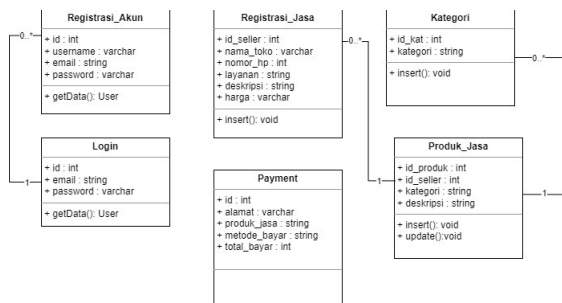 Registrasi_Akun
+ id : int
+ username : varchar
+ email : string
+ password : varchar
+ getData(): User
0..*
Login
+ id : int
+ email : string
+ password : varchar
+ getData(): User
1
Registrasi_Jasa
+ id_seller : int
+ nama_toko : varchar
+ nomor_hp : int
+ layanan : string
+ deskripsi : string
+ harga : varchar
+ insert(): void
0..*
Payment
+ id : int
+ alamat : varchar
+ produk_jasa : string
+ metode_bayar : string
+ total_bayar : int
Kategori
+ id_kat : int
+ kategori : string
+ insert(): void
0..*
Produk_Jasa
+ id_produk : int
+ id_seller : int
+ kategori : string
+ deskripsi : string
+ insert(): void
+ update():void
1
1